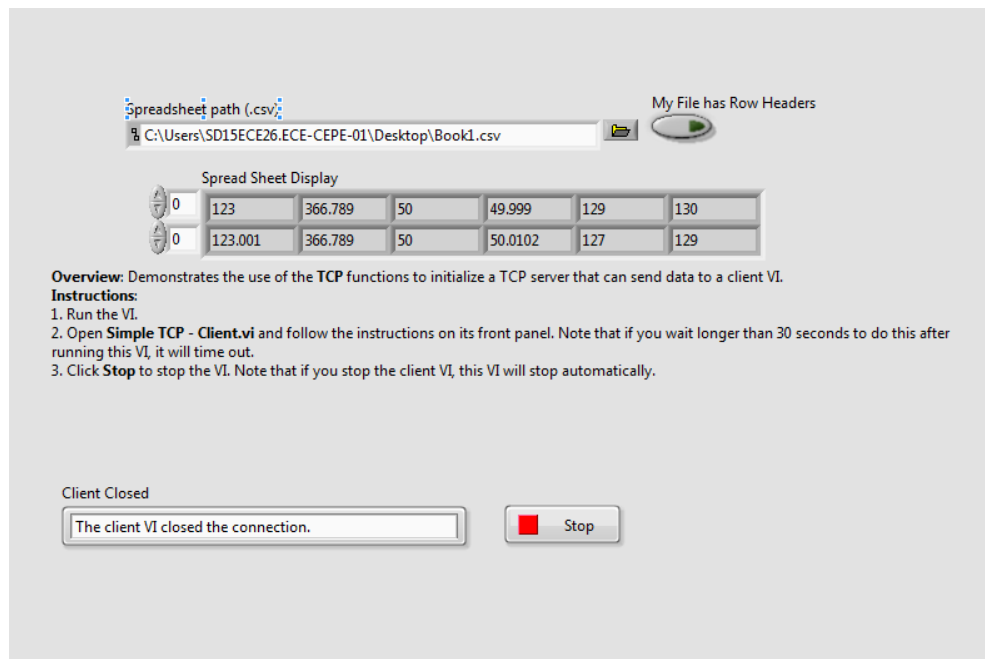 My File has Row Headers
Spreadsheet path (.csv)
C:\Users\SD15ECE26.ECE-CEPE-01\Desktop\Book1.csv
Spread Sheet Display
0 123 366.789 50 49.999 129 130
0 123.001 366.789 50 50.0102 127 129
Overview: Demonstrates the use of the TCP functions to initialize a TCP server that can send data to a client VI.
Instructions:
1. Run the VI.
2. Open Simple TCP - Client.vi and follow the instructions on its front panel. Note that if you wait longer than 30 seconds to do this after
running this VI, it will time out.
3. Click Stop to stop the VI. Note that if you stop the client VI, this VI will stop automatically.
Client Closed
The client VI closed the connection.
Stop